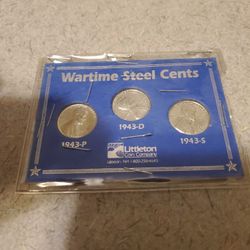 Wartime Steel Cents
1943-P
1943-D
1943-S
Littleton
Coin Company